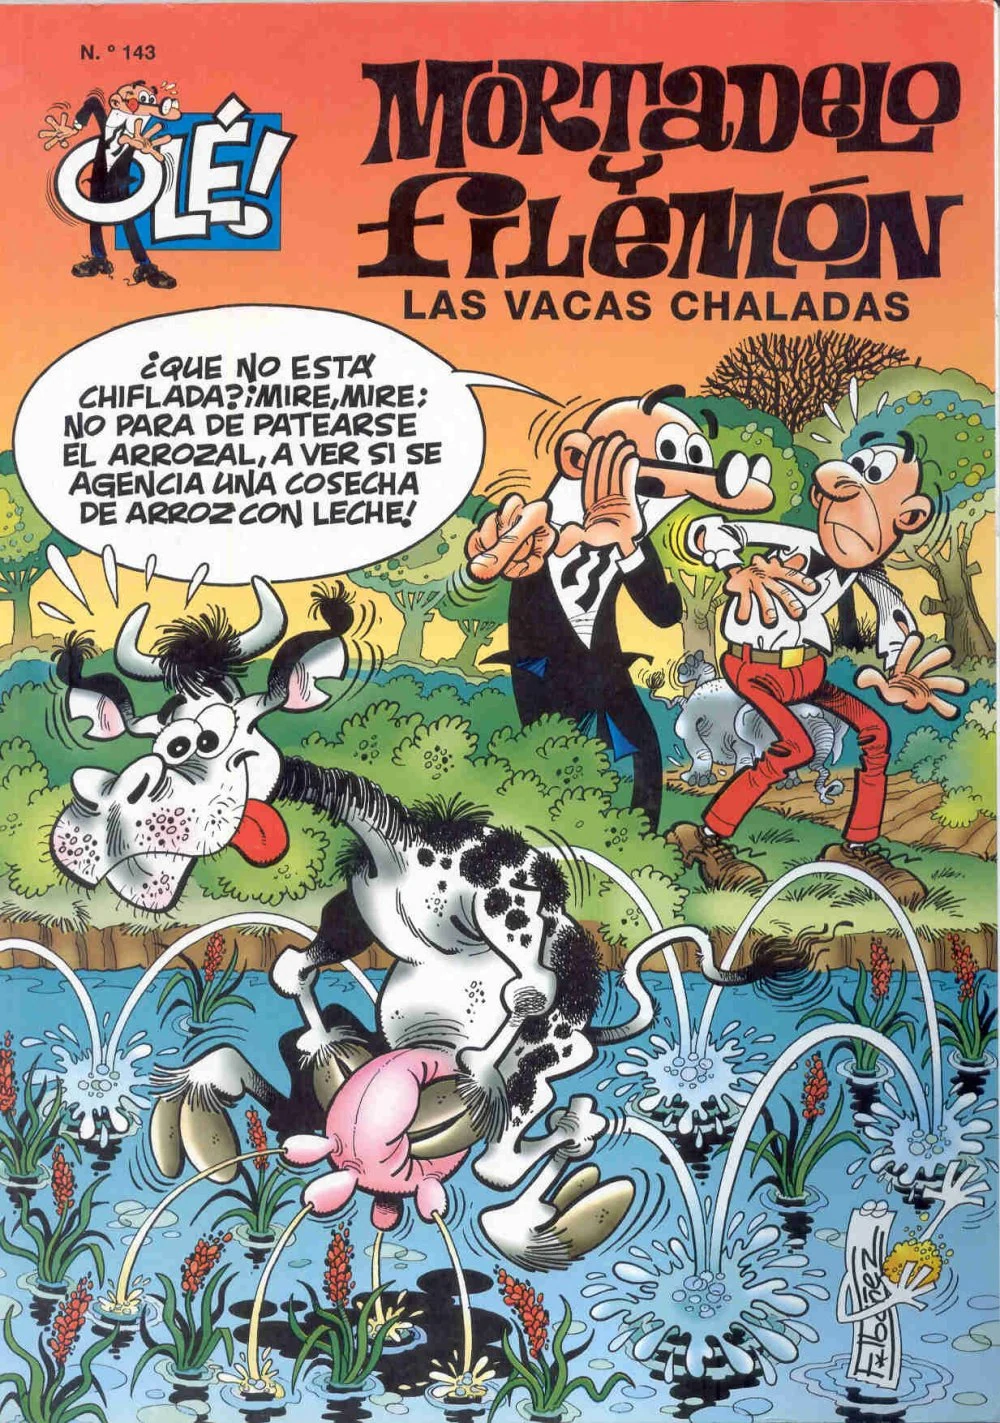 N.º 143
OLÉ!
MORTADELO
Y
FILEMÓN
LAS VACAS CHALADAS
¿QUE NO ESTÁ
CHIFLADA? ¡MIRE, MIRE:
NO PARA DE PATEARSE
EL ARROZAL, A VER SI SE
AGENCIA UNA COSECHA
DE ARROZ CON LECHE!
F. Ibáñez